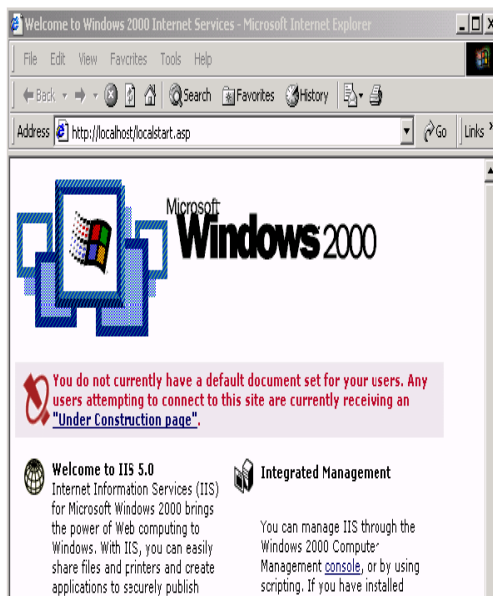 Welcome to Windows 2000 Internet Services - Microsoft Internet Explorer
File Edit View Favorites Tools Help
Back Search Favorites History
Address http://localhost/localstart.asp Go Links
Microsoft
Windows 2000
You do not currently have a default document set for your users. Any
users attempting to connect to this site are currently receiving an
"Under Construction page".
Welcome to IIS 5.0
Internet Information Services (IIS)
for Microsoft Windows 2000 brings
the power of Web computing to
Windows. With IIS, you can easily
share files and printers and create
applications to securely publish
Integrated Management
You can manage IIS through the
Windows 2000 Computer
Management console, or by using
scripting. If you have installed